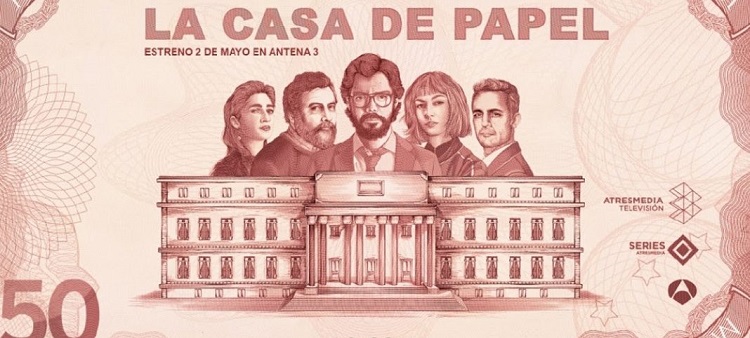 LA CASA DE PAPEL
ESTRENO 2 DE MAYO EN ANTENA 3
ATRESMEDIA
TELEVISIÓN
SERIES
ATRESMEDIA
50